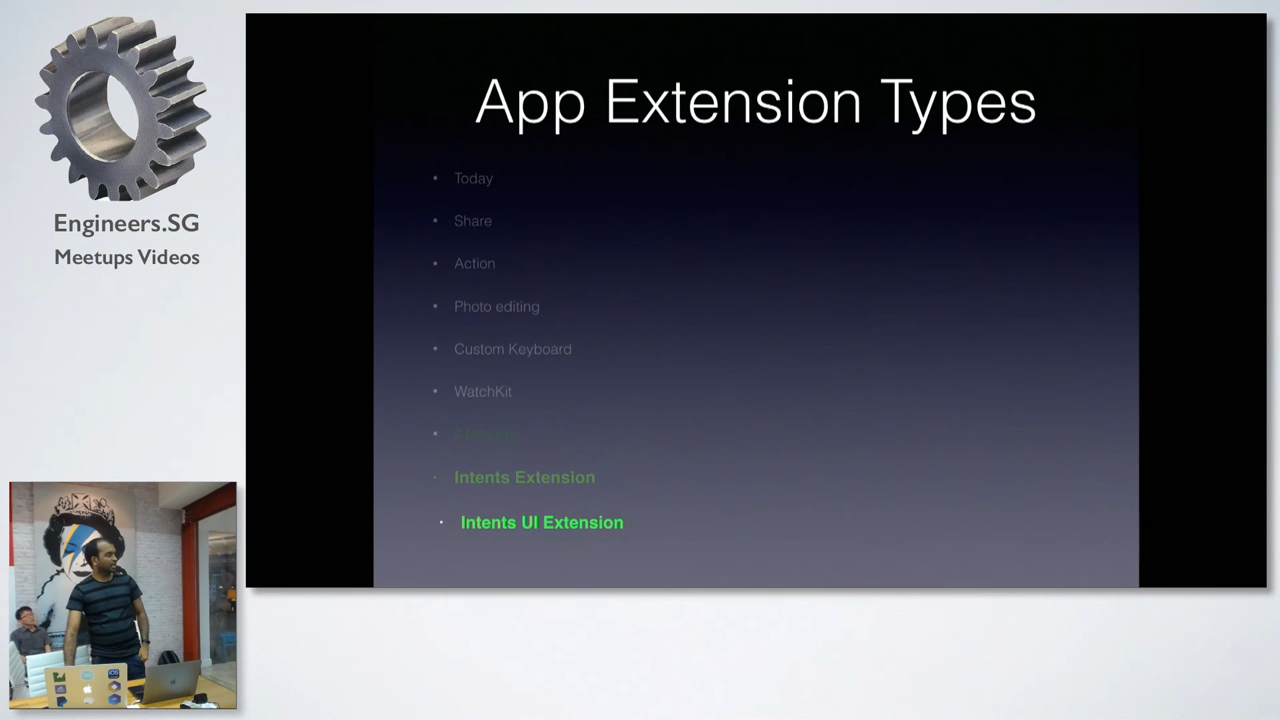 Engineers.SG
Meetups Videos
App Extension Types
• Today
• Share
• Action
• Photo editing
• Custom Keyboard
• WatchKit
•
• Intents Extension
• Intents UI Extension